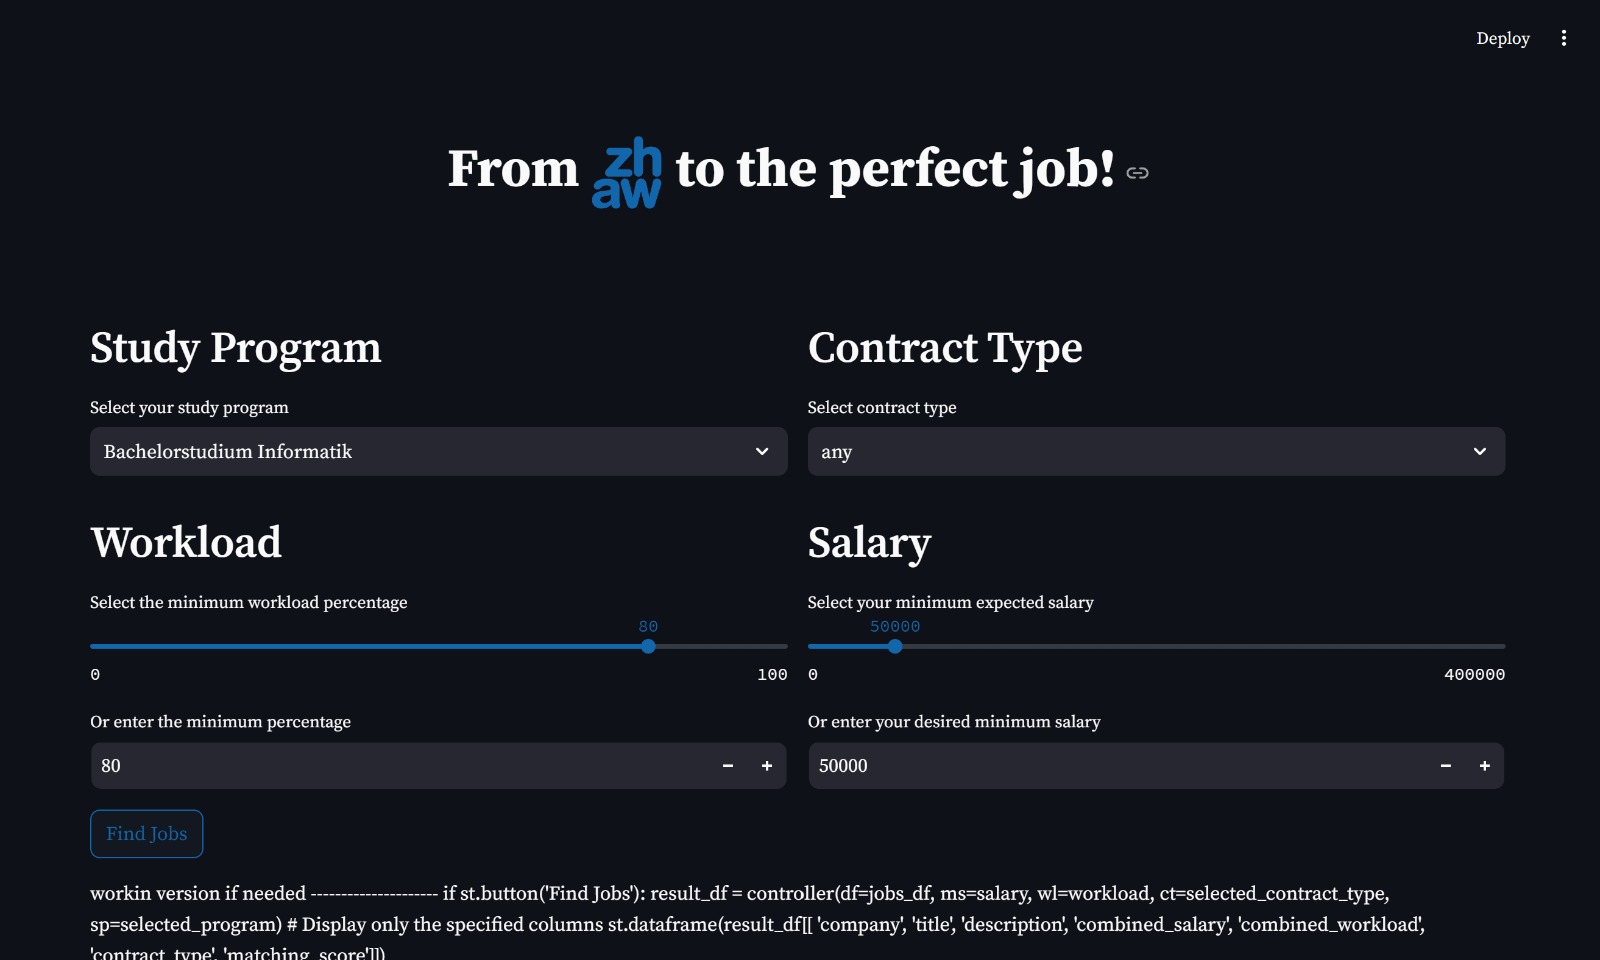 Deploy
From zhaw to the perfect job!
Study Program
Contract Type
Select your study program
Select contract type
Bachelorstudium Informatik
any
Workload
Salary
Select the minimum workload percentage
Select your minimum expected salary
80
50000
0
100
0
400000
Or enter the minimum percentage
Or enter your desired minimum salary
80
50000
Find Jobs
workin version if needed --------------------- if st.button('Find Jobs'): result_df = controller(df=jobs_df, ms=salary, wl=workload, ct=selected_contract_type,
sp=selected_program) # Display only the specified columns st.dataframe(result_df[[ 'company', 'title', 'description', 'combined_salary', 'combined_workload',
'contract_type', 'matching_score']])